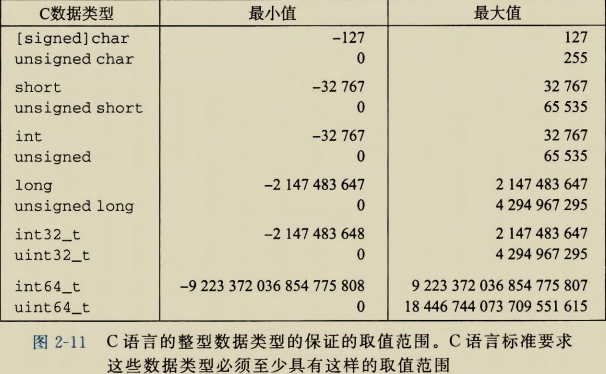 C数据类型 最小值 最大值
[signed]char -127 127
unsigned char 0 255
short -32 767 32 767
unsigned short 0 65 535
int -32 767 32 767
unsigned 0 65 535
long -2 147 483 647 2 147 483 647
unsigned long 0 4 294 967 295
int32_t -2 147 483 648 2 147 483 647
uint32_t 0 4 294 967 295
int64_t -9 223 372 036 854 775 808 9 223 372 036 854 775 807
uint64_t 0 18 446 744 073 709 551 615
图 2-11 C 语言的整型数据类型的保证的取值范围。C 语言标准要求
这些数据类型必须至少具有这样的取值范围